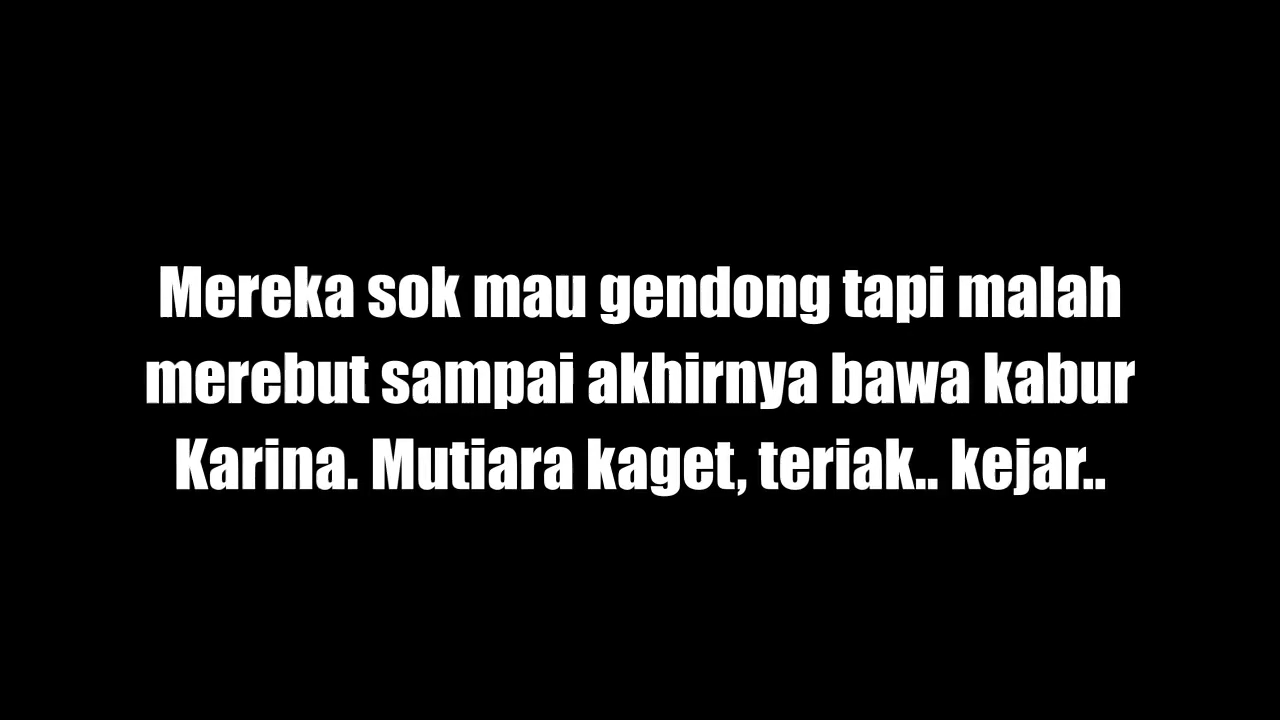 Mereka sok mau gendong tapi malah
merebut sampai akhirnya bawa kabur
Karina. Mutiara kaget, teriak.. kejar..